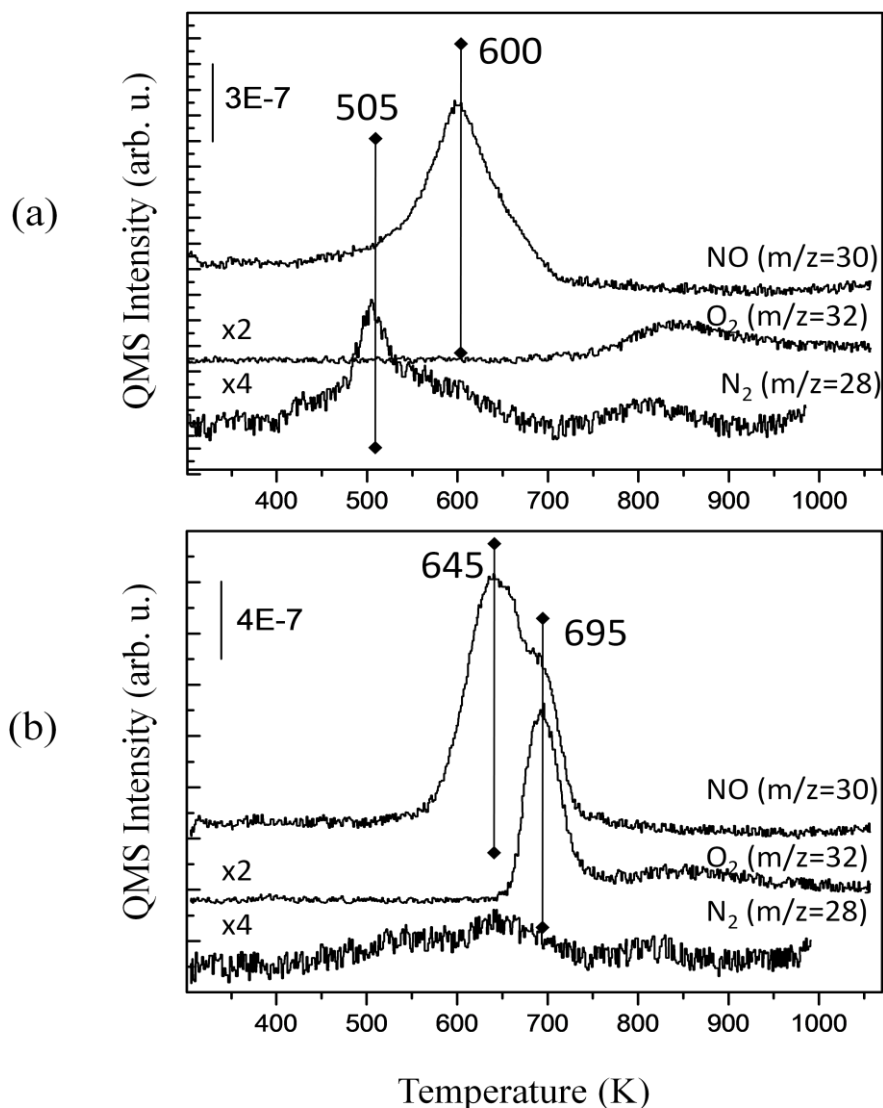 (a)
QMS Intensity (arb. u.)
3E-7
505
600
NO (m/z=30)
x2
O2 (m/z=32)
x4
N2 (m/z=28)
400 500 600 700 800 900 1000
(b)
QMS Intensity (arb. u.)
4E-7
645
695
NO (m/z=30)
x2
O2 (m/z=32)
x4
N2 (m/z=28)
400 500 600 700 800 900 1000
Temperature (K)